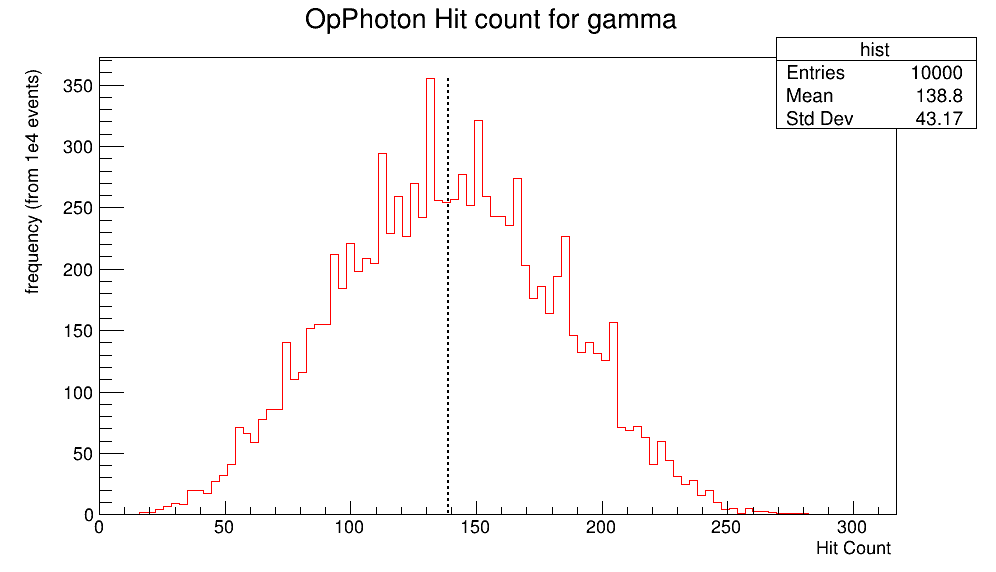 OpPhoton Hit count for gamma
hist
Entries 10000
Mean 138.8
Std Dev 43.17
frequency (from 1e4 events)
350
300
250
200
150
100
50
0
0 50 100 150 200 250 300
Hit Count